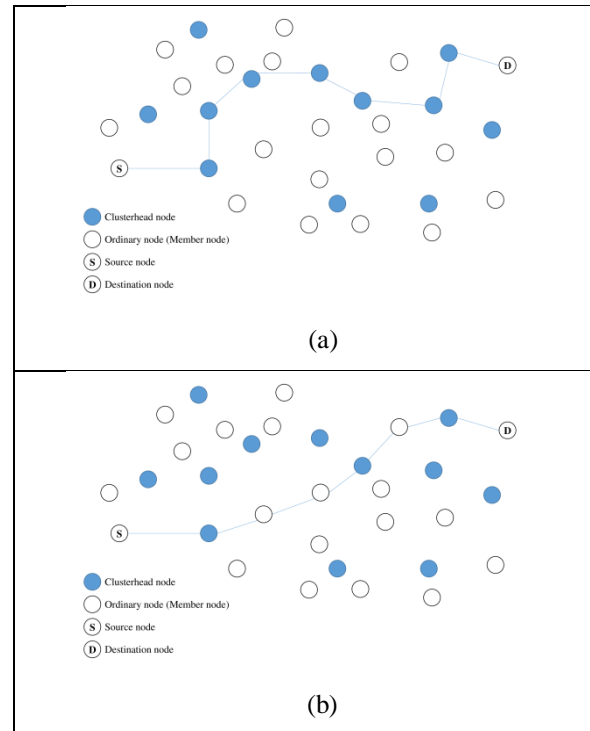 D
S
Clusterhead node
Ordinary node (Member node)
S Source node
D Destination node
(a)
D
S
Clusterhead node
Ordinary node (Member node)
S Source node
D Destination node
(b)